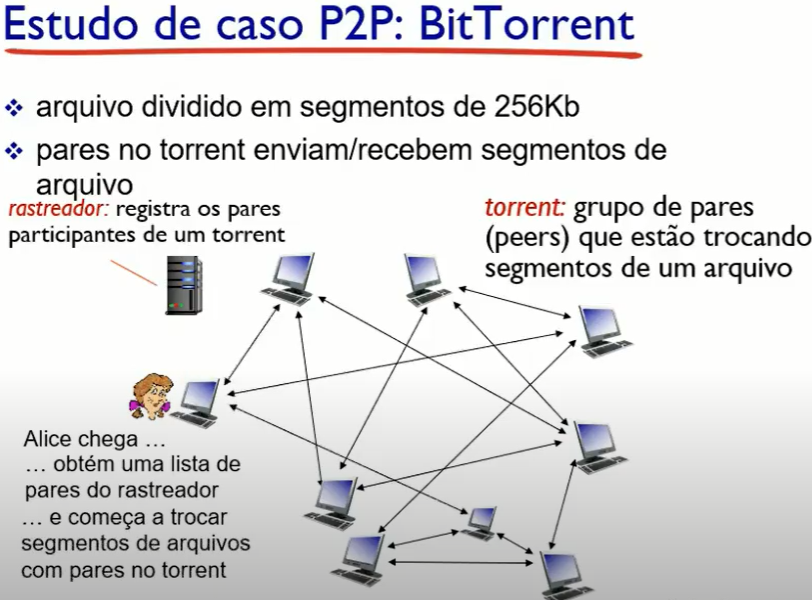 Estudo de caso P2P: BitTorrent
arquivo dividido em segmentos de 256Kb
pares no torrent enviam/recebem segmentos de
arquivo
rastreador: registra os pares
participantes de um torrent
torrent: grupo de pares
(peers) que estão trocando
segmentos de um arquivo
Alice chega …
… obtém uma lista de
pares do rastreador
… e começa a trocar
segmentos de arquivos
com pares no torrent